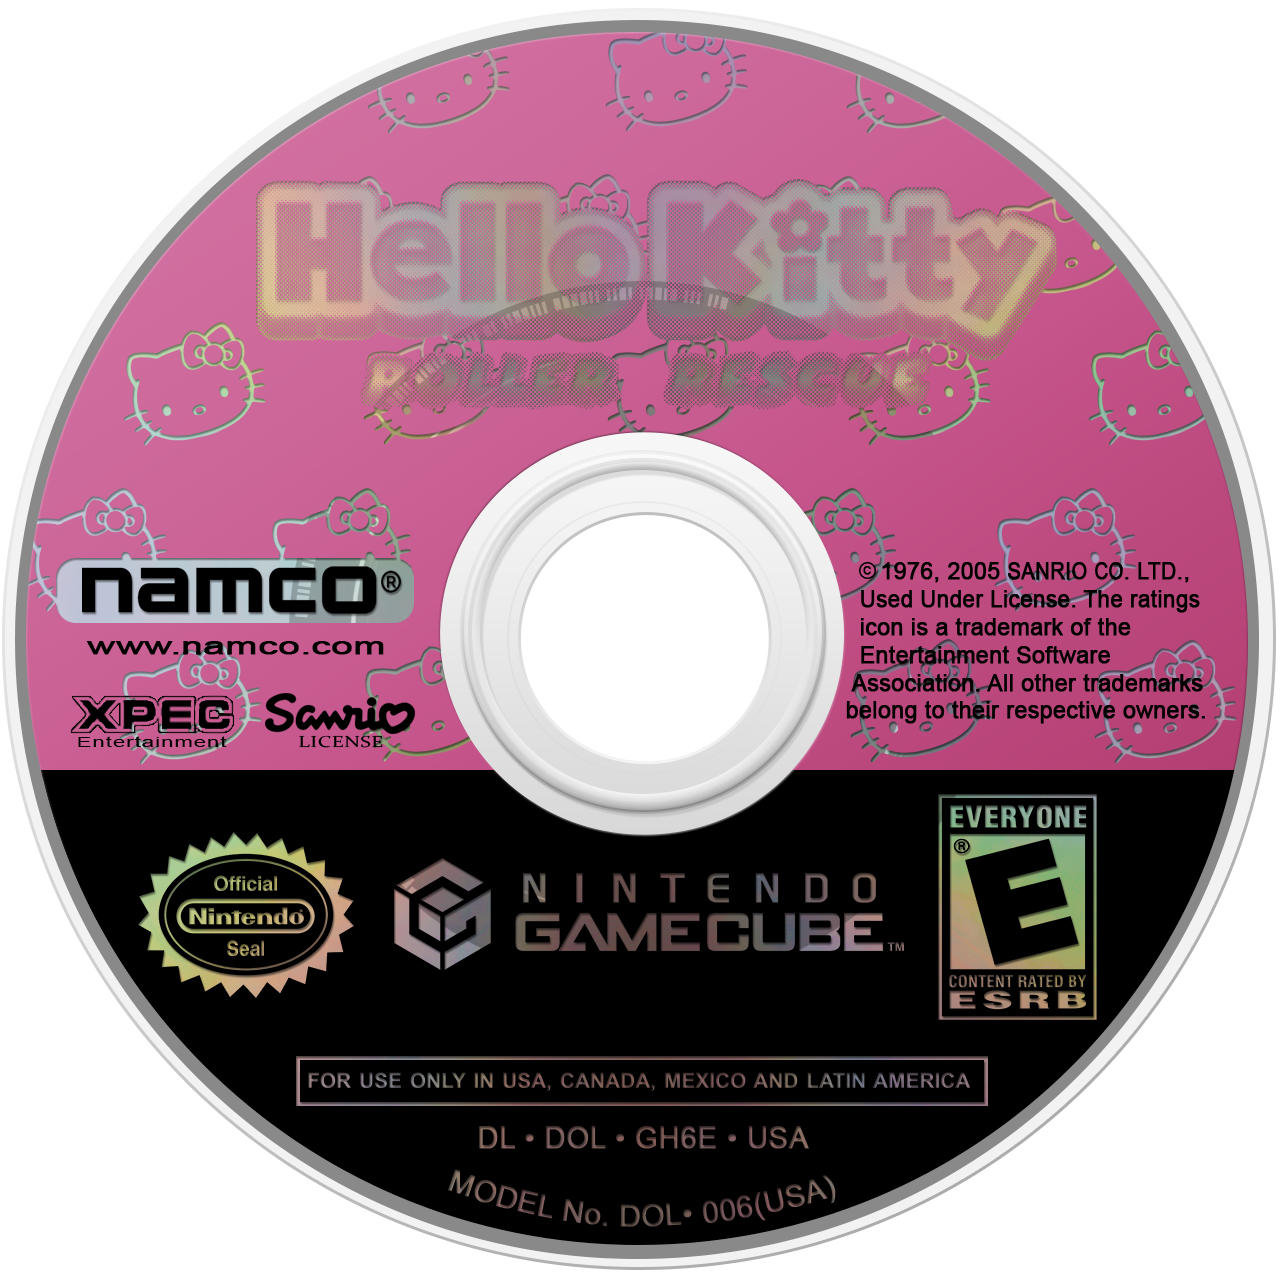 Hello Kitty
ROLLER RESCUE
namco®
www.namco.com
XPEC
Entertainment
Sanrio
LICENSE
© 1976, 2005 SANRIO CO. LTD.,
Used Under License. The ratings
icon is a trademark of the
Entertainment Software
Association. All other trademarks
belong to their respective owners.
Official
Nintendo®
Seal
NINTENDO
GAMECUBE™
EVERYONE
®
E
CONTENT RATED BY
ESRB
FOR USE ONLY IN USA, CANADA, MEXICO AND LATIN AMERICA
DL • DOL • GH6E • USA
MODEL No. DOL• 006(USA)